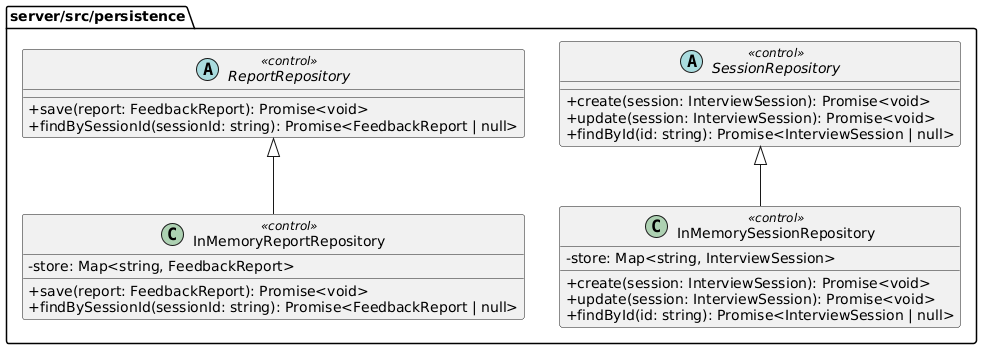 server/src/persistence
A
«control»
ReportRepository
+save(report: FeedbackReport): Promise<void>
+findBySessionId(sessionId: string): Promise<FeedbackReport | null>
A
«control»
SessionRepository
+create(session: InterviewSession): Promise<void>
+update(session: InterviewSession): Promise<void>
+findById(id: string): Promise<InterviewSession | null>
C
«control»
InMemoryReportRepository
-store: Map<string, FeedbackReport>
+save(report: FeedbackReport): Promise<void>
+findBySessionId(sessionId: string): Promise<FeedbackReport | null>
C
«control»
InMemorySessionRepository
-store: Map<string, InterviewSession>
+create(session: InterviewSession): Promise<void>
+update(session: InterviewSession): Promise<void>
+findById(id: string): Promise<InterviewSession | null>